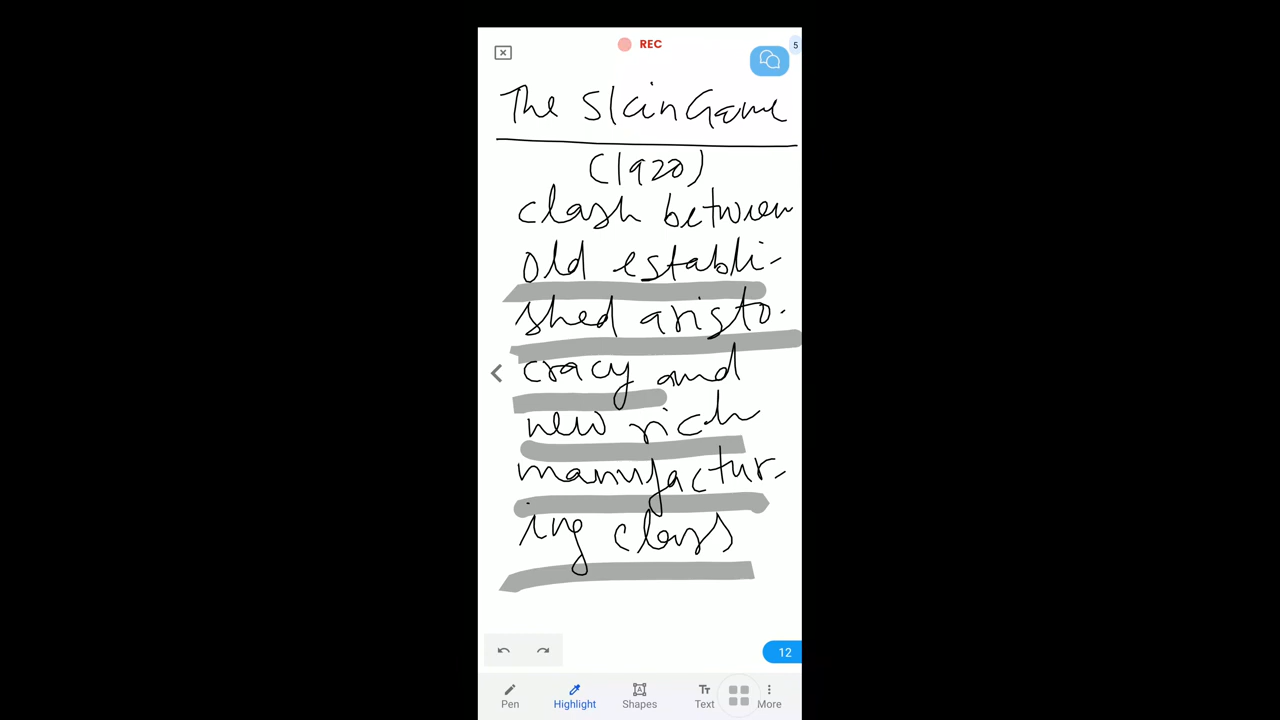 REC
5
The Skin Game
(1920)
clash between
old establi-
shed aristo-
cracy and
new rich
manufactur-
ing class
12
Pen Highlight Shapes Text More